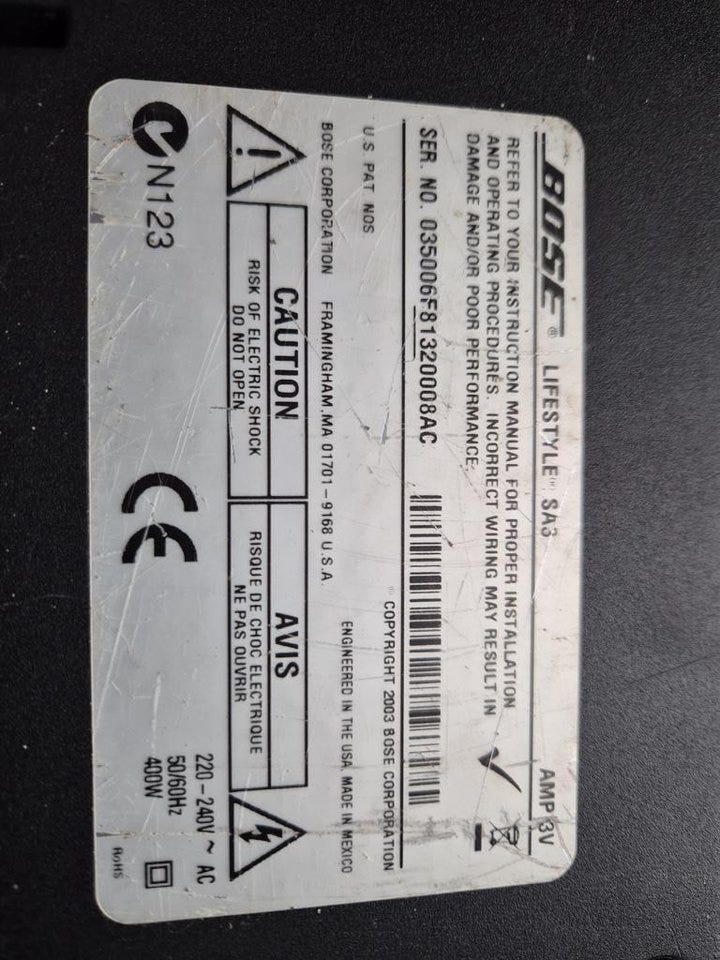 BOSE® LIFESTYLE® SA3 AMP 3V
REFER TO YOUR INSTRUCTION MANUAL FOR PROPER INSTALLATION
AND OPERATING PROCEDURES. INCORRECT WIRING MAY RESULT IN
DAMAGE AND/OR POOR PERFORMANCE.
SER. NO. 035006F81320008AC
© COPYRIGHT 2003 BOSE CORPORATION
U.S. PAT NOS
ENGINEERED IN THE USA, MADE IN MEXICO
BOSE CORPORATION FRAMINGHAM, MA 01701-9168 U.S.A.
CAUTION
RISK OF ELECTRIC SHOCK
DO NOT OPEN
AVIS
RISQUE DE CHOC ELECTRIQUE
NE PAS OUVRIR
N123
CE
220-240V ~ AC
50/60Hz
400W
RoHS